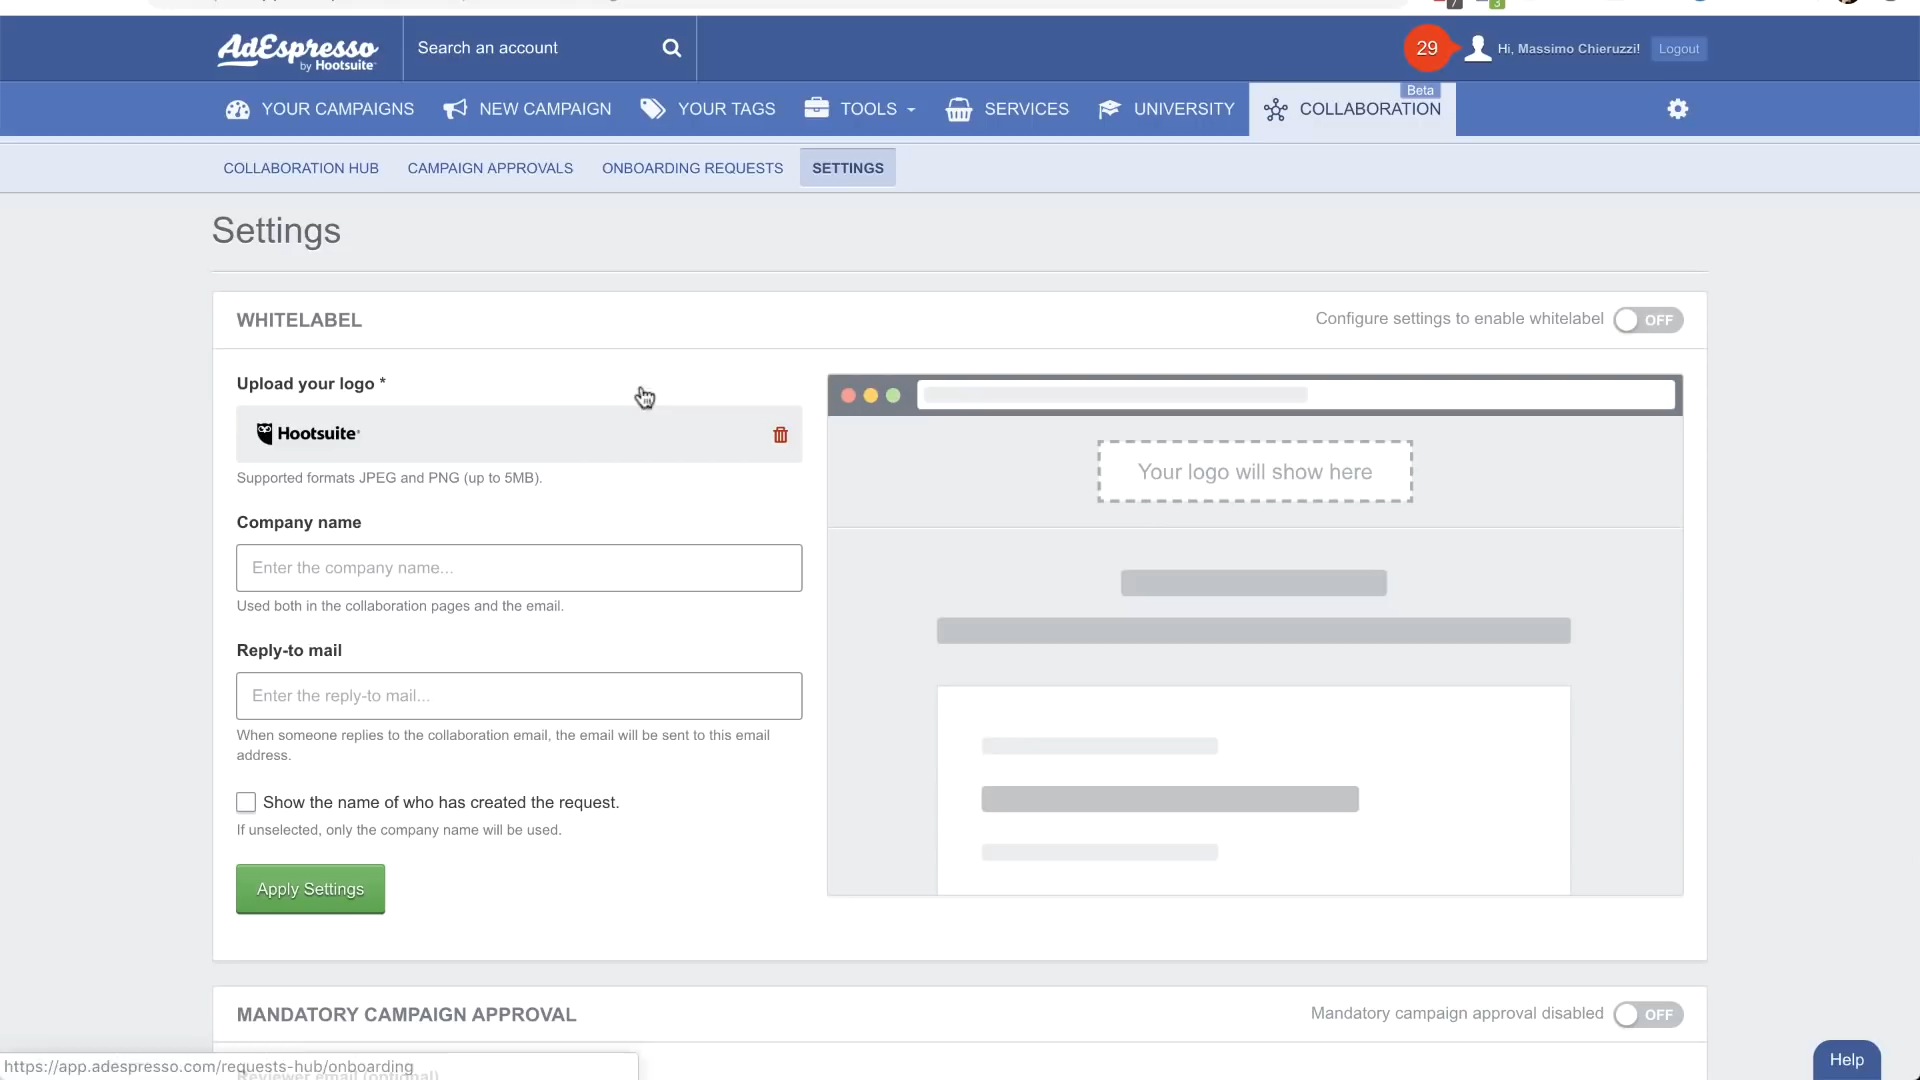 7
3
AdEspresso
by Hootsuite
Search an account
29
Hi, Massimo Chieruzzi!
Logout
YOUR CAMPAIGNS
NEW CAMPAIGN
YOUR TAGS
TOOLS
SERVICES
UNIVERSITY
COLLABORATION
Beta
COLLABORATION HUB
CAMPAIGN APPROVALS
ONBOARDING REQUESTS
SETTINGS
Settings
WHITELABEL
Configure settings to enable whitelabel
OFF
Upload your logo *
Hootsuite
Supported formats JPEG and PNG (up to 5MB).
Company name
Enter the company name...
Used both in the collaboration pages and the email.
Reply-to mail
Enter the reply-to mail...
When someone replies to the collaboration email, the email will be sent to this email
address.
Show the name of who has created the request.
If unselected, only the company name will be used.
Apply Settings
Your logo will show here
MANDATORY CAMPAIGN APPROVAL
Mandatory campaign approval disabled
OFF
Reviewer email (optional)
https://app.adespresso.com/requests-hub/onboarding
Help